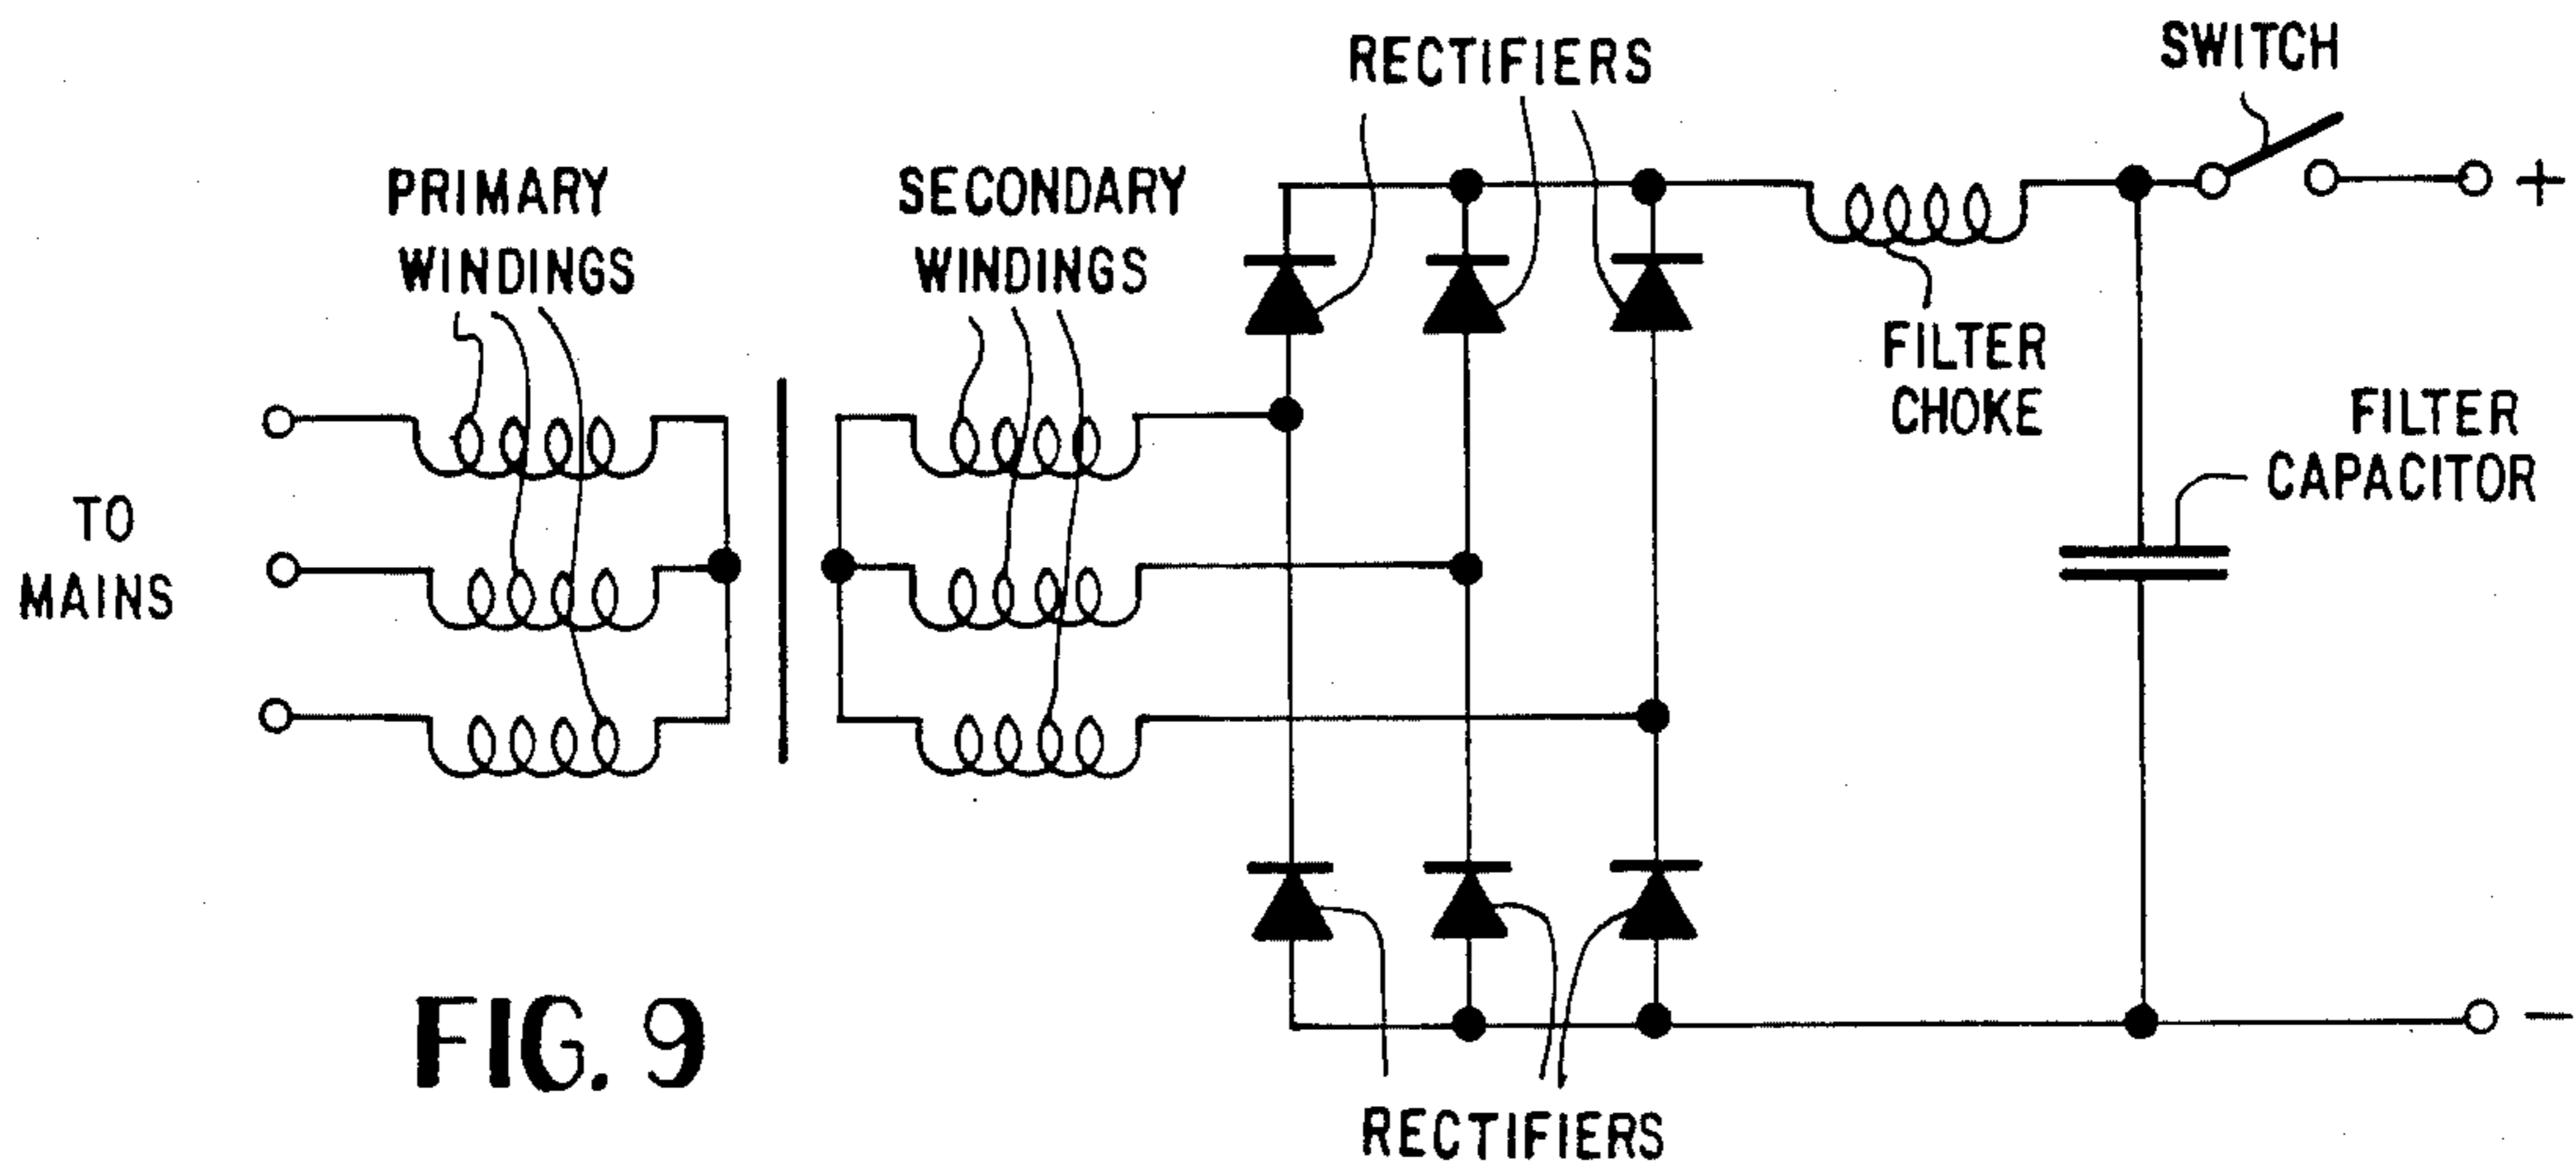 RECTIFIERS
SWITCH
PRIMARY
WINDINGS
SECONDARY
WINDINGS
+
FILTER
CHOKE
FILTER
CAPACITOR
TO
MAINS
FIG. 9
−
RECTIFIERS